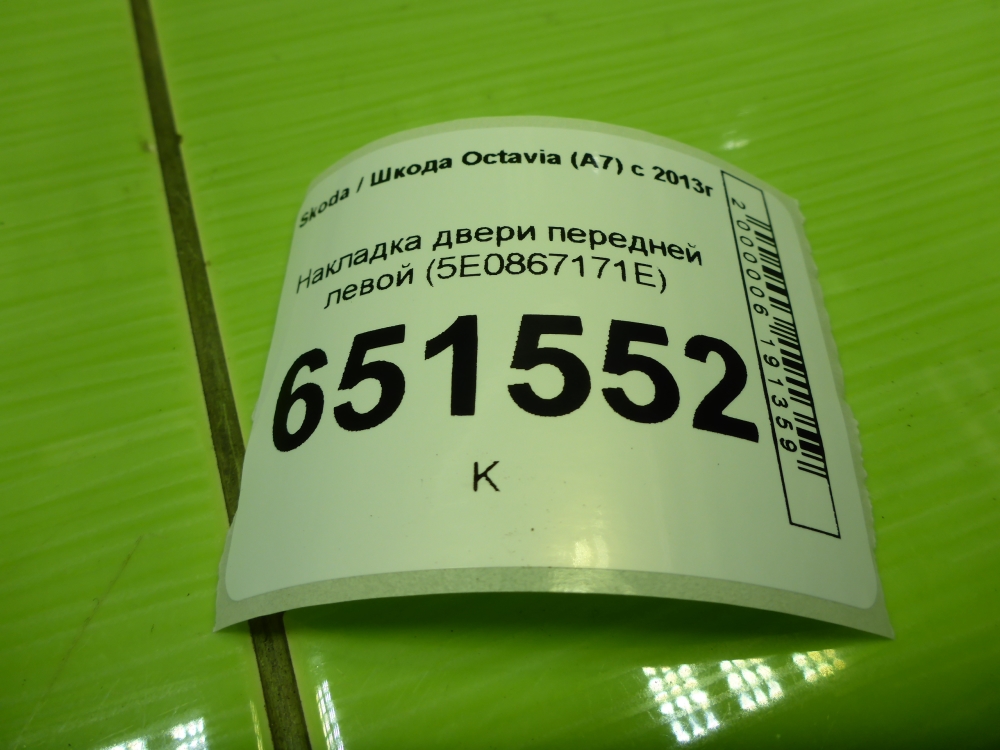 Skoda / Шкода Octavia (A7) с 2013г
Накладка двери передней
левой (5E0867171E)
651552
К
2000006191359